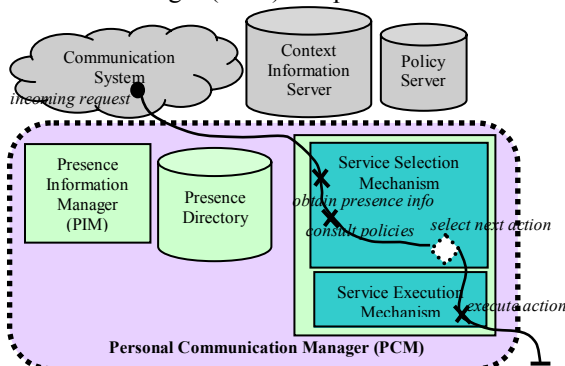 Communication
System
incoming request
Context
Information
Server
Policy
Server
Presence
Information
Manager
(PIM)
Presence
Directory
Service Selection
Mechanism
obtain presence info
consult policies
select next action
Service Execution
Mechanism
execute action
Personal Communication Manager (PCM)